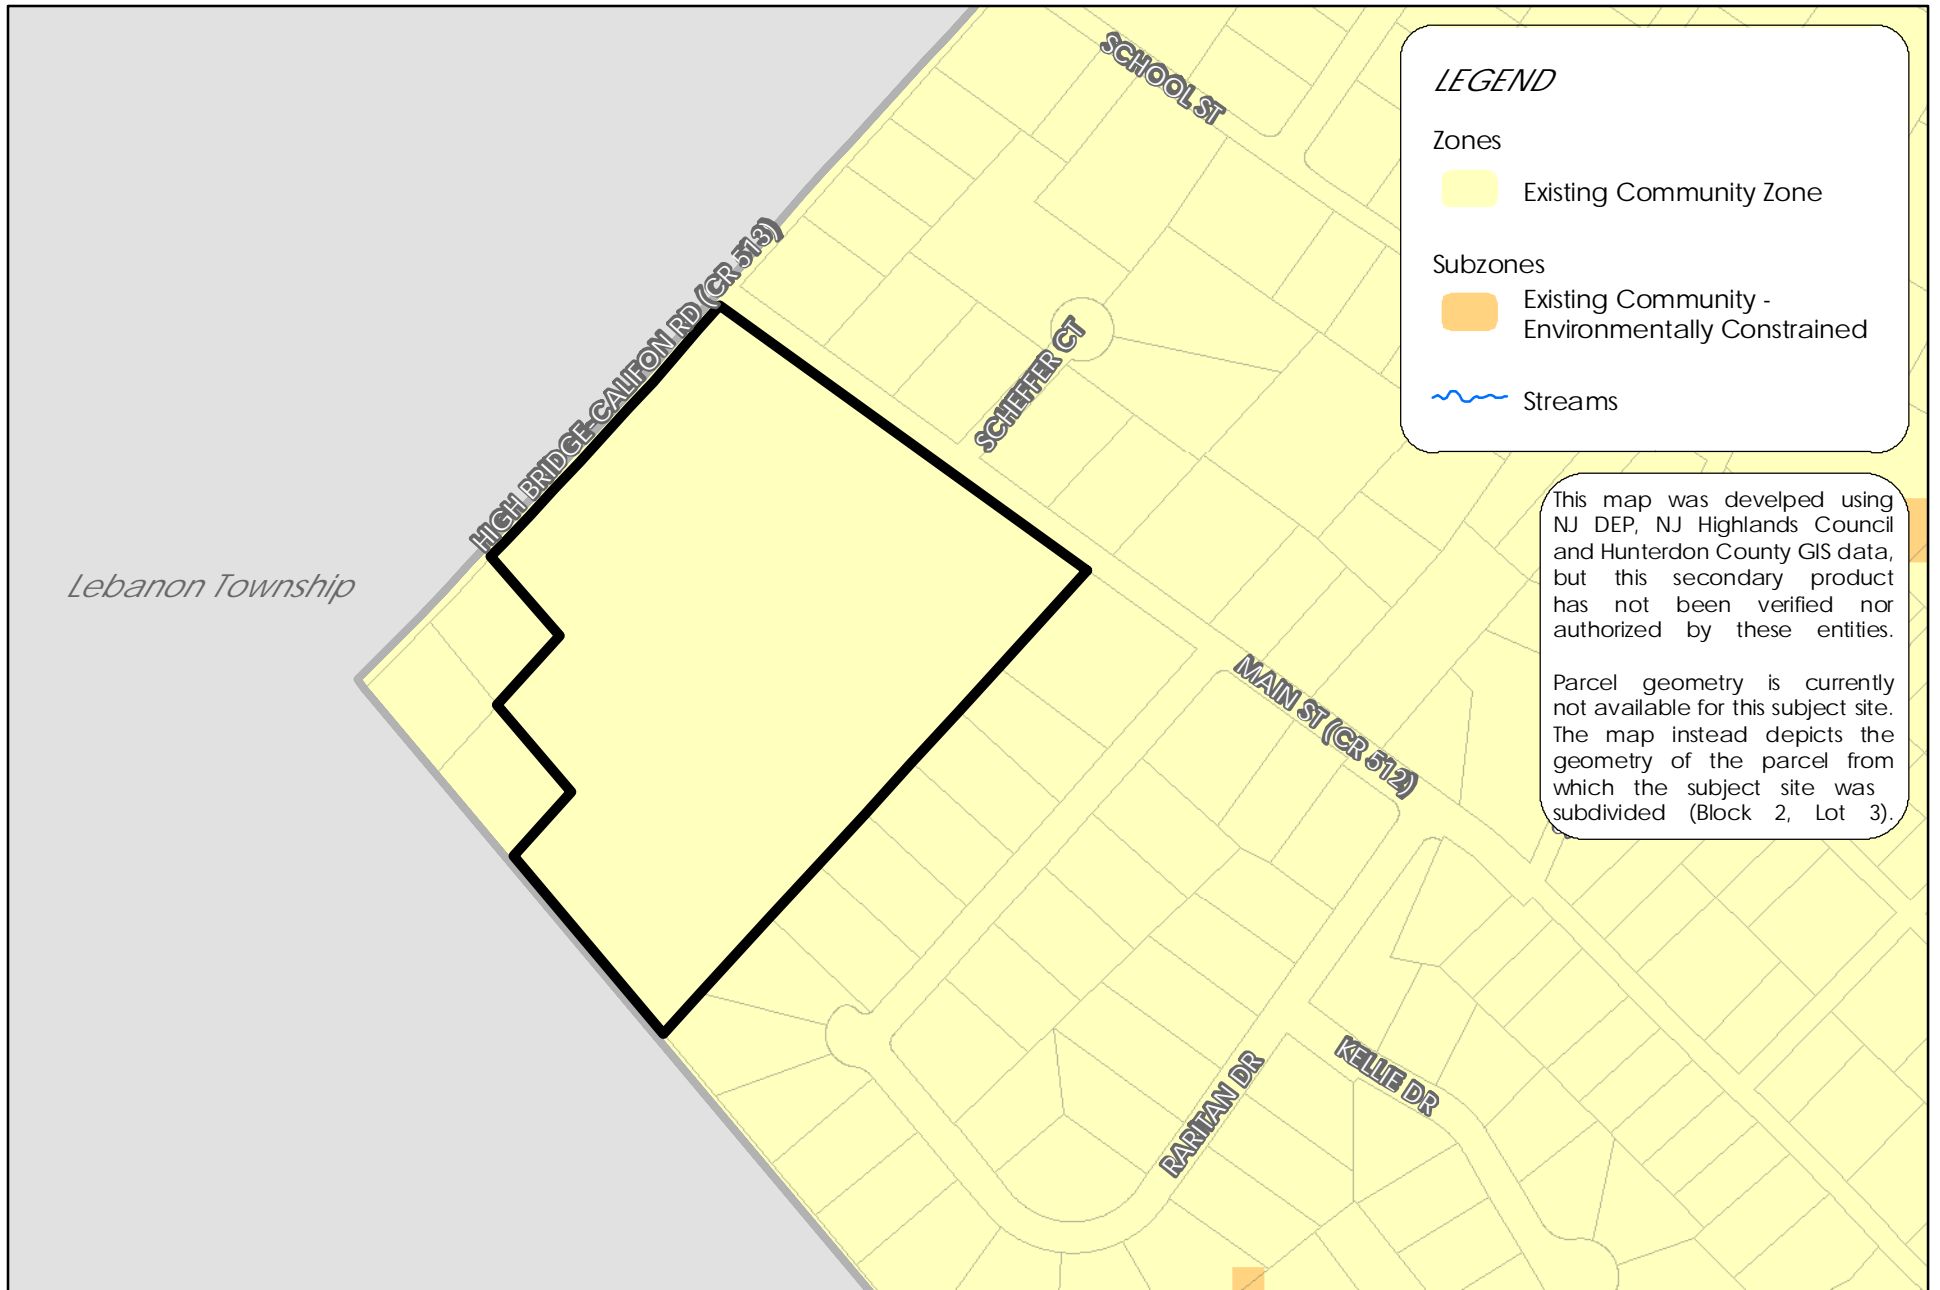 SCHOOL ST
HIGH BRIDGE-CALIFON RD (CR 513)
SCHEFFER CT
Lebanon Township
MAIN ST (CR 512)
RARITAN DR
KELLIE DR
LEGEND
Zones
Existing Community Zone
Subzones
Existing Community -
Environmentally Constrained
Streams
This map was develped using
NJ DEP, NJ Highlands Council
and Hunterdon County GIS data,
but this secondary product
has not been verified nor
authorized by these entities.
Parcel geometry is currently
not available for this subject site.
The map instead depicts the
geometry of the parcel from
which the subject site was
subdivided (Block 2, Lot 3).